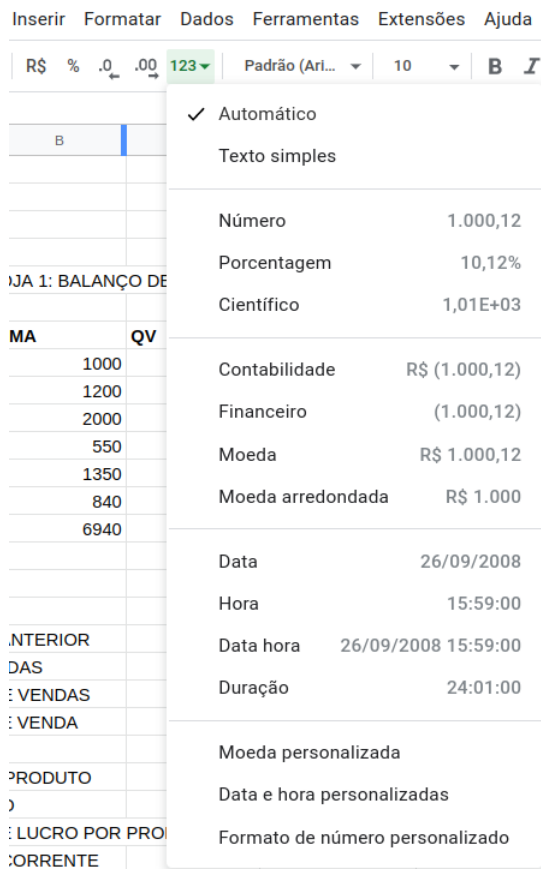 Inserir Formatar Dados Ferramentas Extensões Ajuda
R$ % .0 .00 123 Padrão (Ari... 10 B I
B
Automático
Texto simples
Número 1.000,12
Porcentagem 10,12%
JA 1: BALANÇO DE
Científico 1,01E+03
MA QV
1000
Contabilidade R$ (1.000,12)
1200
Financeiro (1.000,12)
2000
550
Moeda R$ 1.000,12
1350
Moeda arredondada R$ 1.000
840
6940
Data 26/09/2008
Hora 15:59:00
NTERIOR
Data hora 26/09/2008 15:59:00
DAS
Duração 24:01:00
E VENDAS
E VENDA
Moeda personalizada
PRODUTO
Data e hora personalizadas
O
E LUCRO POR PRO
Formato de número personalizado
CORRENTE